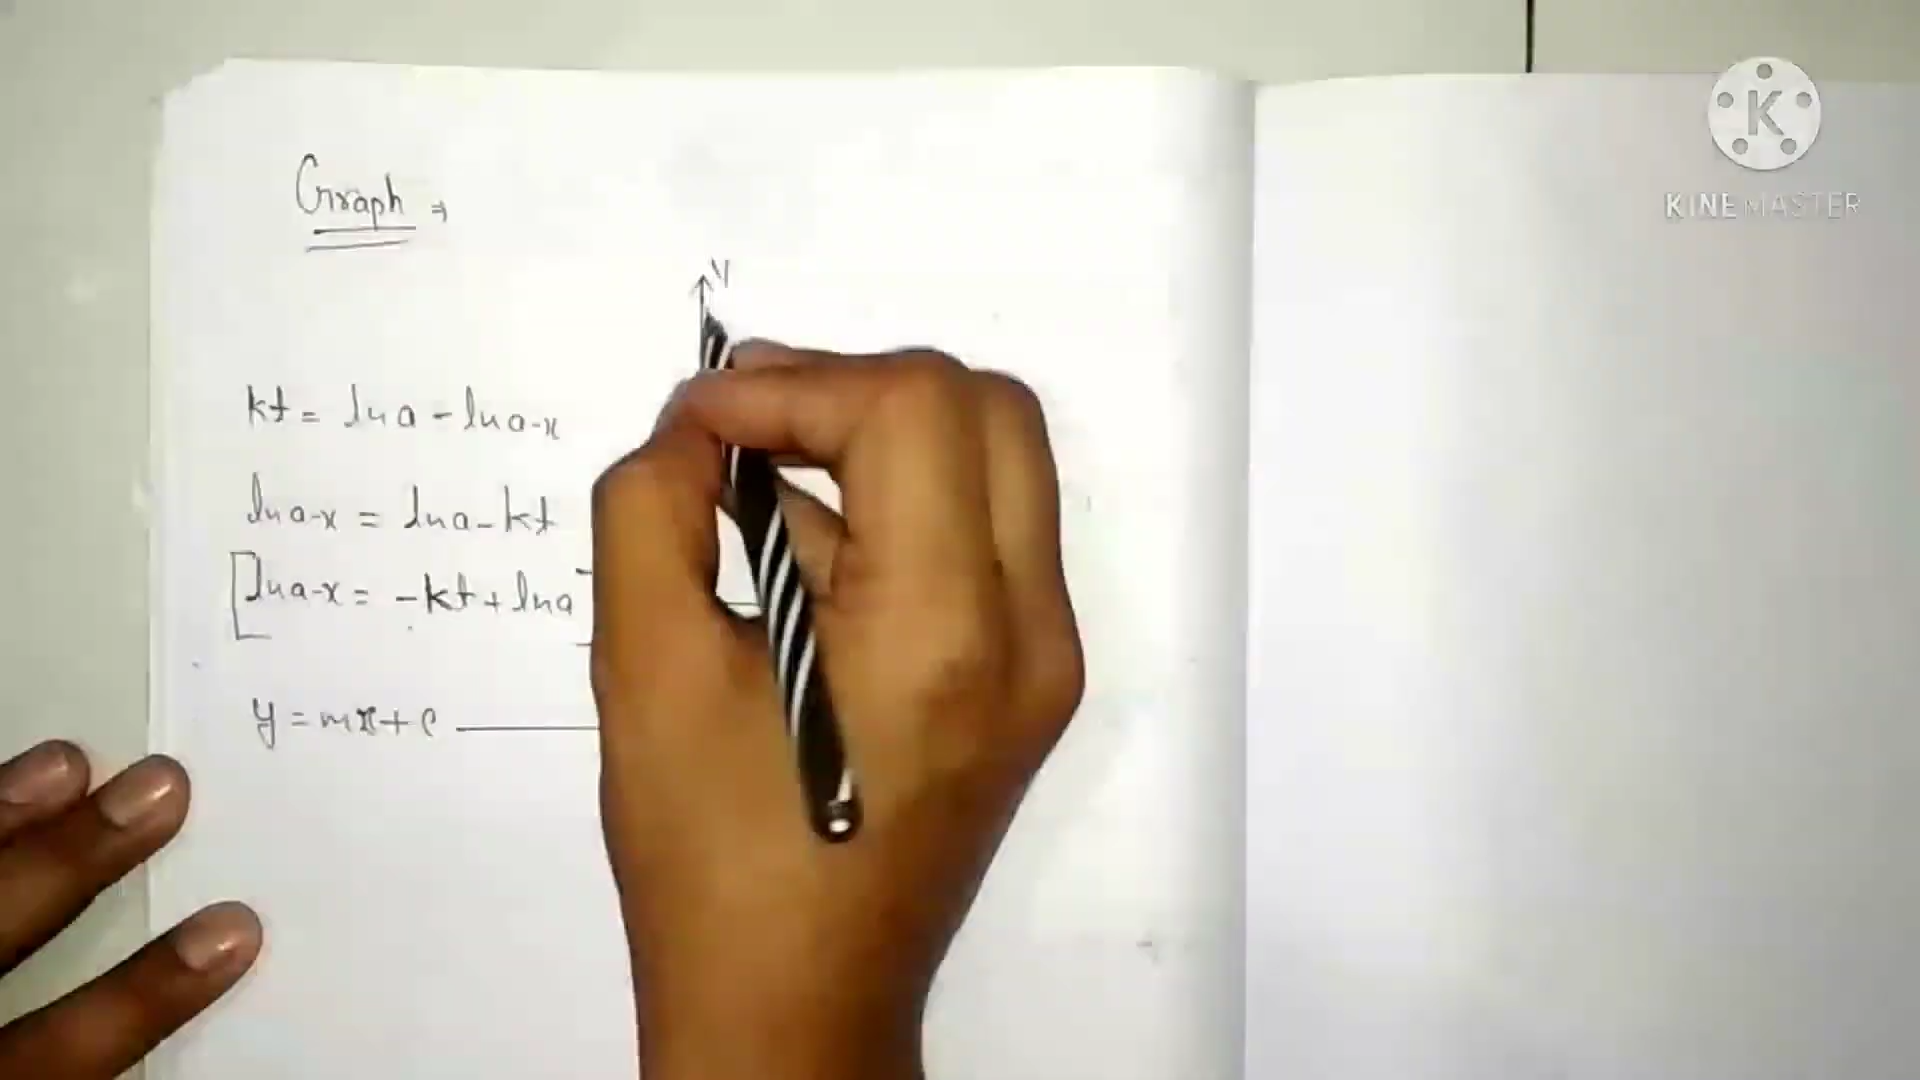 Graph ⇒
y
kt = ln a - ln a-x
ln a-x = ln a - kt
[ln a-x = -kt + ln a]
y = mx + c
K
KINEMASTER